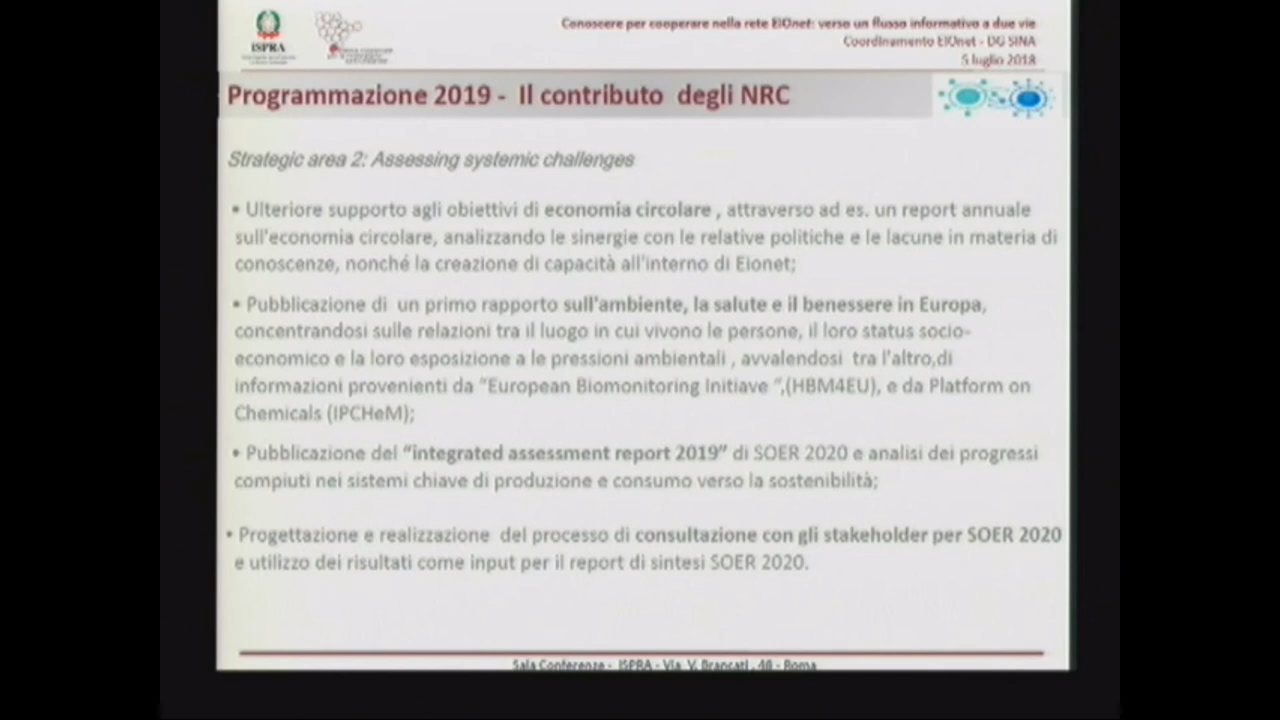 Conoscere per cooperare nella rete EIOnet: verso un flusso informativo a due vie
ISPRA
Coordinamento EIOnet - DG SINA
5 luglio 2018
Programmazione 2019 - Il contributo degli NRC
Strategic area 2: Assessing systemic challenges
• Ulteriore supporto agli obiettivi di economia circolare , attraverso ad es. un report annuale
sull'economia circolare, analizzando le sinergie con le relative politiche e le lacune in materia di
conoscenze, nonché la creazione di capacità all'interno di Eionet;
• Pubblicazione di un primo rapporto sull'ambiente, la salute e il benessere in Europa,
concentrandosi sulle relazioni tra il luogo in cui vivono le persone, il loro status socio-
economico e la loro esposizione a le pressioni ambientali , avvalendosi tra l'altro,di
informazioni provenienti da "European Biomonitoring Initiave ",(HBM4EU), e da Platform on
Chemicals (IPCHeM);
• Pubblicazione del "integrated assessment report 2019" di SOER 2020 e analisi dei progressi
compiuti nei sistemi chiave di produzione e consumo verso la sostenibilità;
• Progettazione e realizzazione del processo di consultazione con gli stakeholder per SOER 2020
e utilizzo dei risultati come input per il report di sintesi SOER 2020.
Sala Conferenze - ISPRA - Via V. Brancati , 48 - Roma